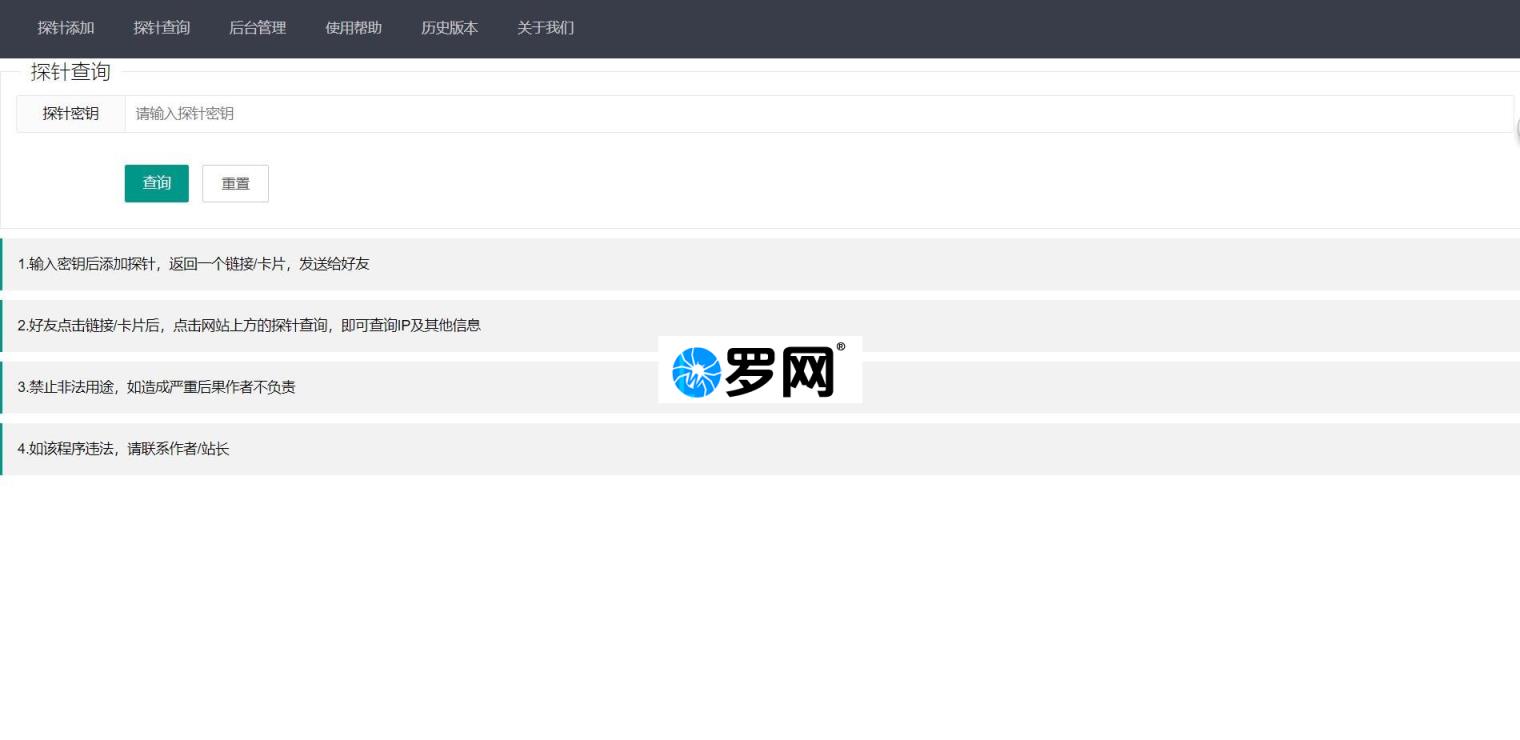 探针添加 探针查询 后台管理 使用帮助 历史版本 关于我们
探针查询
探针密钥 请输入探针密钥
查询 重置
1.输入密钥后添加探针，返回一个链接/卡片，发送给好友
2.好友点击链接/卡片后，点击网站上方的探针查询，即可查询IP及其他信息
罗网®
3.禁止非法用途，如造成严重后果作者不负责
4.如该程序违法，请联系作者/站长